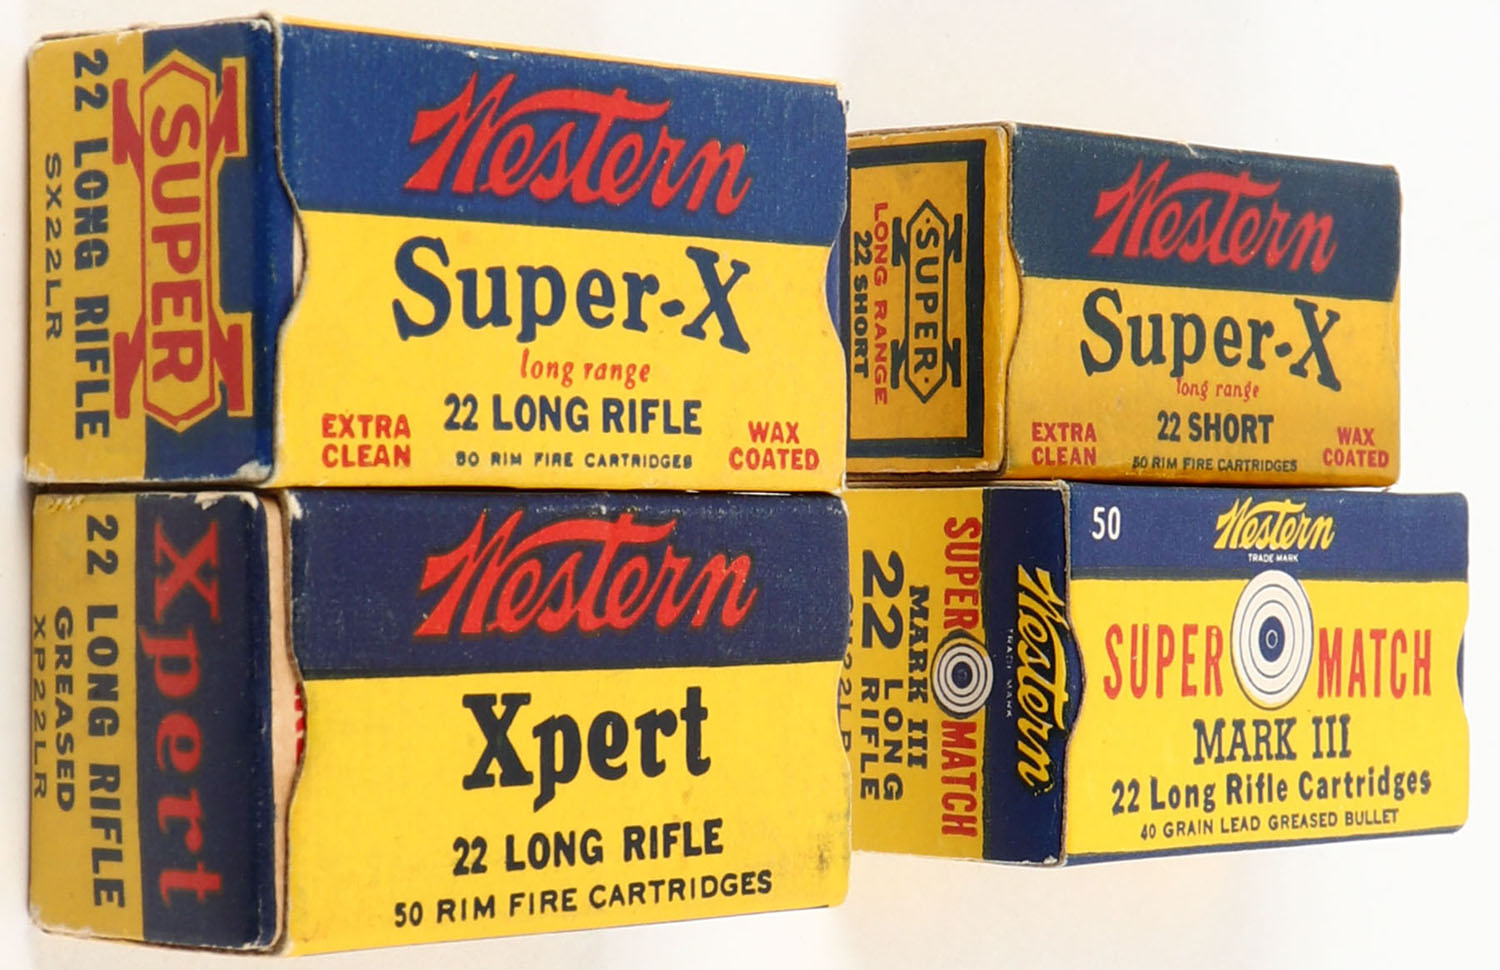 SUPER X
22 LONG RIFLE
SX22LR
Western
Super-X
long range
22 LONG RIFLE
EXTRA
CLEAN
WAX
COATED
50 RIM FIRE CARTRIDGES
SUPER X
LONG RANGE
22 SHORT
Western
Super-X
long range
22 SHORT
EXTRA
CLEAN
WAX
COATED
50 RIM FIRE CARTRIDGES
Xpert
22 LONG RIFLE
GREASED
XP22LR
Western
Xpert
22 LONG RIFLE
50 RIM FIRE CARTRIDGES
Western
TRADE MARK
SUPER MATCH
MARK III
22 LONG
RIFLE
50
Western
TRADE MARK
SUPER MATCH
MARK III
22 Long Rifle Cartridges
40 GRAIN LEAD GREASED BULLET